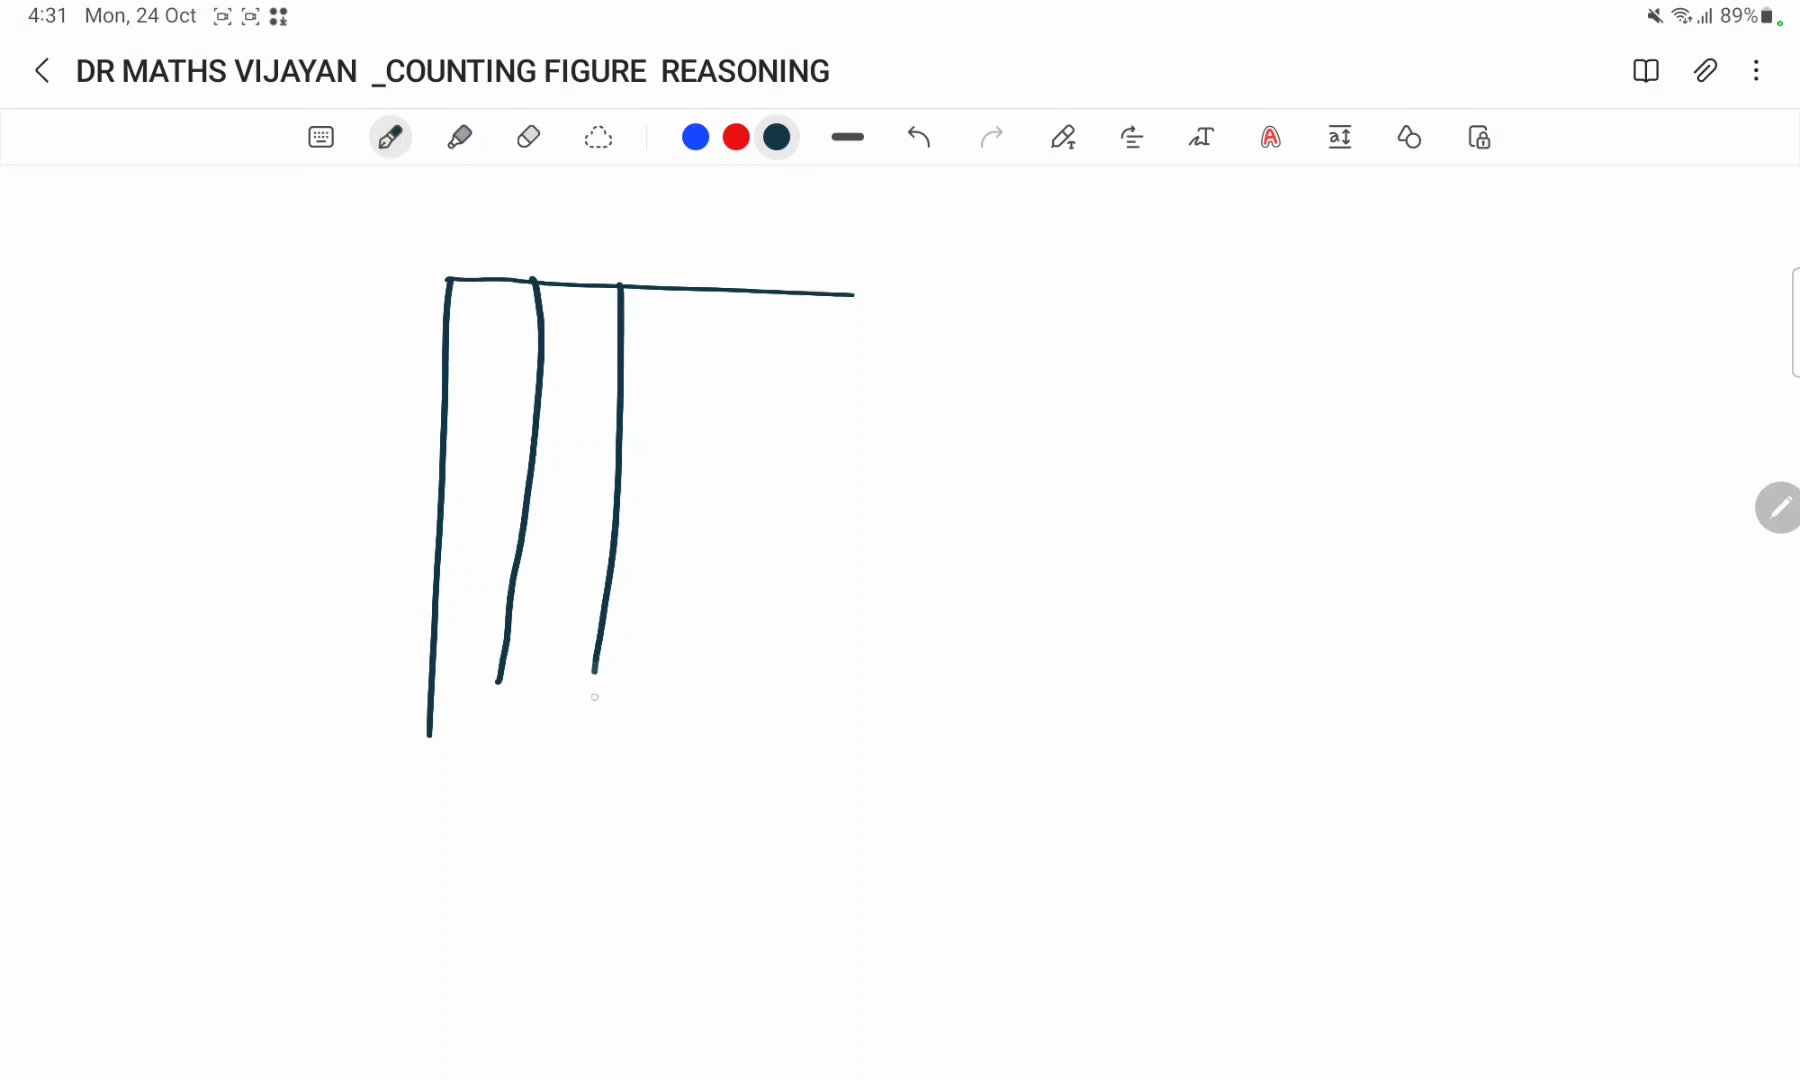 4:31 Mon, 24 Oct 89%
DR MATHS VIJAYAN _COUNTING FIGURE REASONING